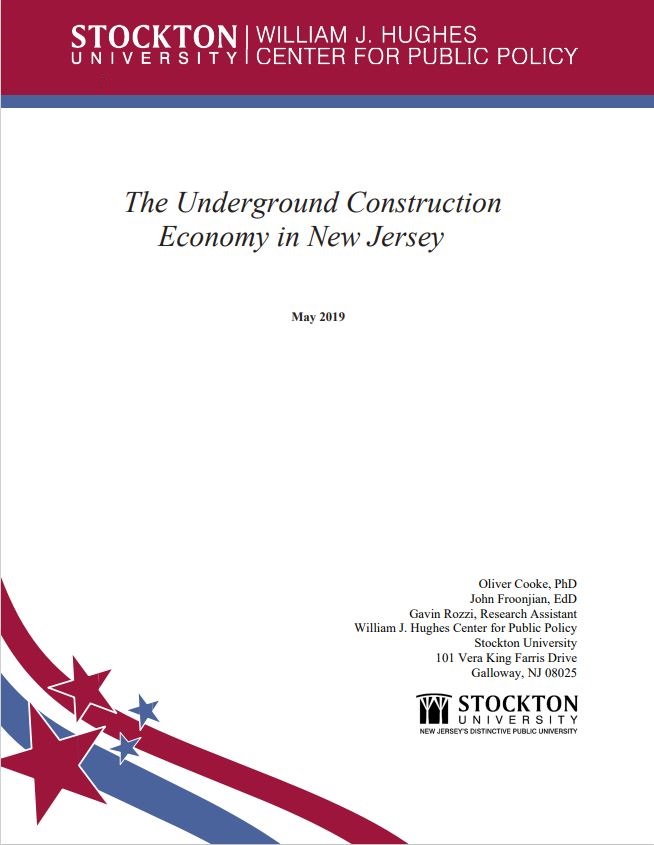 STOCKTON
UNIVERSITY
WILLIAM J. HUGHES
CENTER FOR PUBLIC POLICY
The Underground Construction
Economy in New Jersey
May 2019
Oliver Cooke, PhD
John Froonjian, EdD
Gavin Rozzi, Research Assistant
William J. Hughes Center for Public Policy
Stockton University
101 Vera King Farris Drive
Galloway, NJ 08025
STOCKTON
UNIVERSITY
NEW JERSEY'S DISTINCTIVE PUBLIC UNIVERSITY